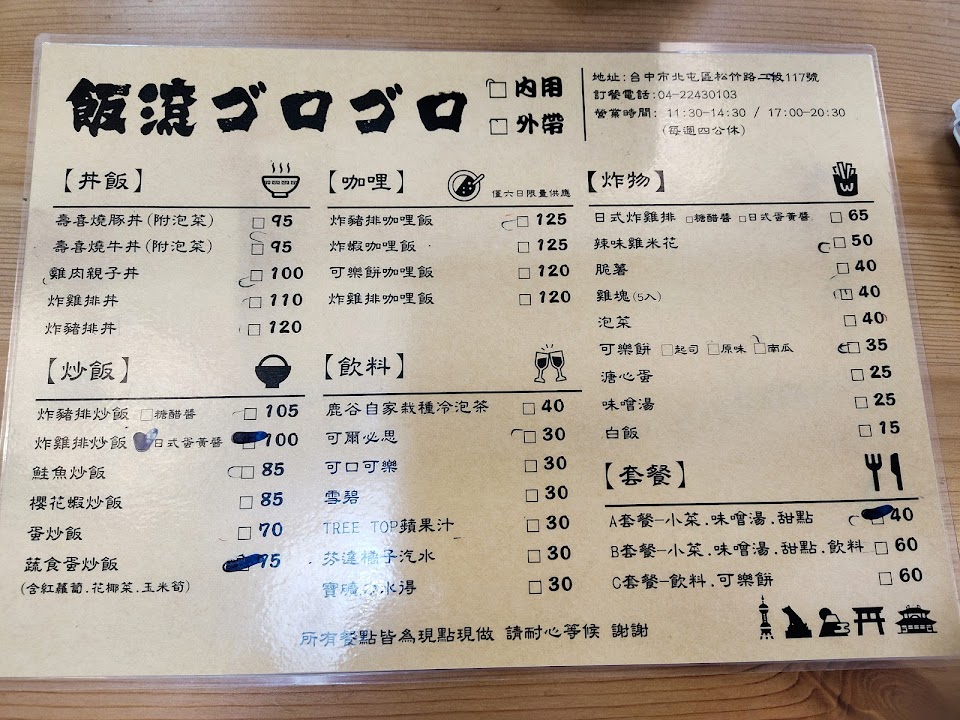 飯流ゴロゴロ
□ 內用
□ 外帶
地址:台中市北屯區松竹路二段117號
訂餐電話:04-22430103
營業時間: 11:30-14:30 / 17:00-20:30
(每週四公休)
【丼飯】
壽喜燒豚丼(附泡菜) □ 95
壽喜燒牛丼(附泡菜) □ 95
雞肉親子丼 □ 100
炸雞排丼 □ 110
炸豬排丼 □ 120
【炒飯】
炸豬排炒飯 □糖醋醬 □ 105
炸雞排炒飯 日式蛋黃醬 100
鮭魚炒飯 □ 85
櫻花蝦炒飯 □ 85
蛋炒飯 □ 70
蔬食蛋炒飯 95
(含紅蘿蔔.花椰菜.玉米筍)
【咖哩】
僅六日限量供應
炸豬排咖哩飯 □ 125
炸蝦咖哩飯 □ 125
可樂餅咖哩飯 □ 120
炸雞排咖哩飯 □ 120
【飲料】
鹿谷自家栽種冷泡茶 □ 40
可爾必思 □ 30
可口可樂 □ 30
雪碧 □ 30
TREE TOP蘋果汁 □ 30
芬達橘子汽水 □ 30
寶礦力水得 □ 30
【炸物】
W
日式炸雞排 □糖醋醬 □日式蛋黃醬 □ 65
辣味雞米花 □ 50
脆薯 □ 40
雞塊(5入) □ 40
泡菜 □ 40
可樂餅 □起司 □原味 □南瓜 □ 35
溏心蛋 □ 25
味噌湯 □ 25
白飯 □ 15
【套餐】
A套餐-小菜.味噌湯.甜點 40
B套餐-小菜.味噌湯.甜點.飲料 □ 60
C套餐-飲料.可樂餅 □ 60
所有餐點皆為現點現做 請耐心等候 謝謝